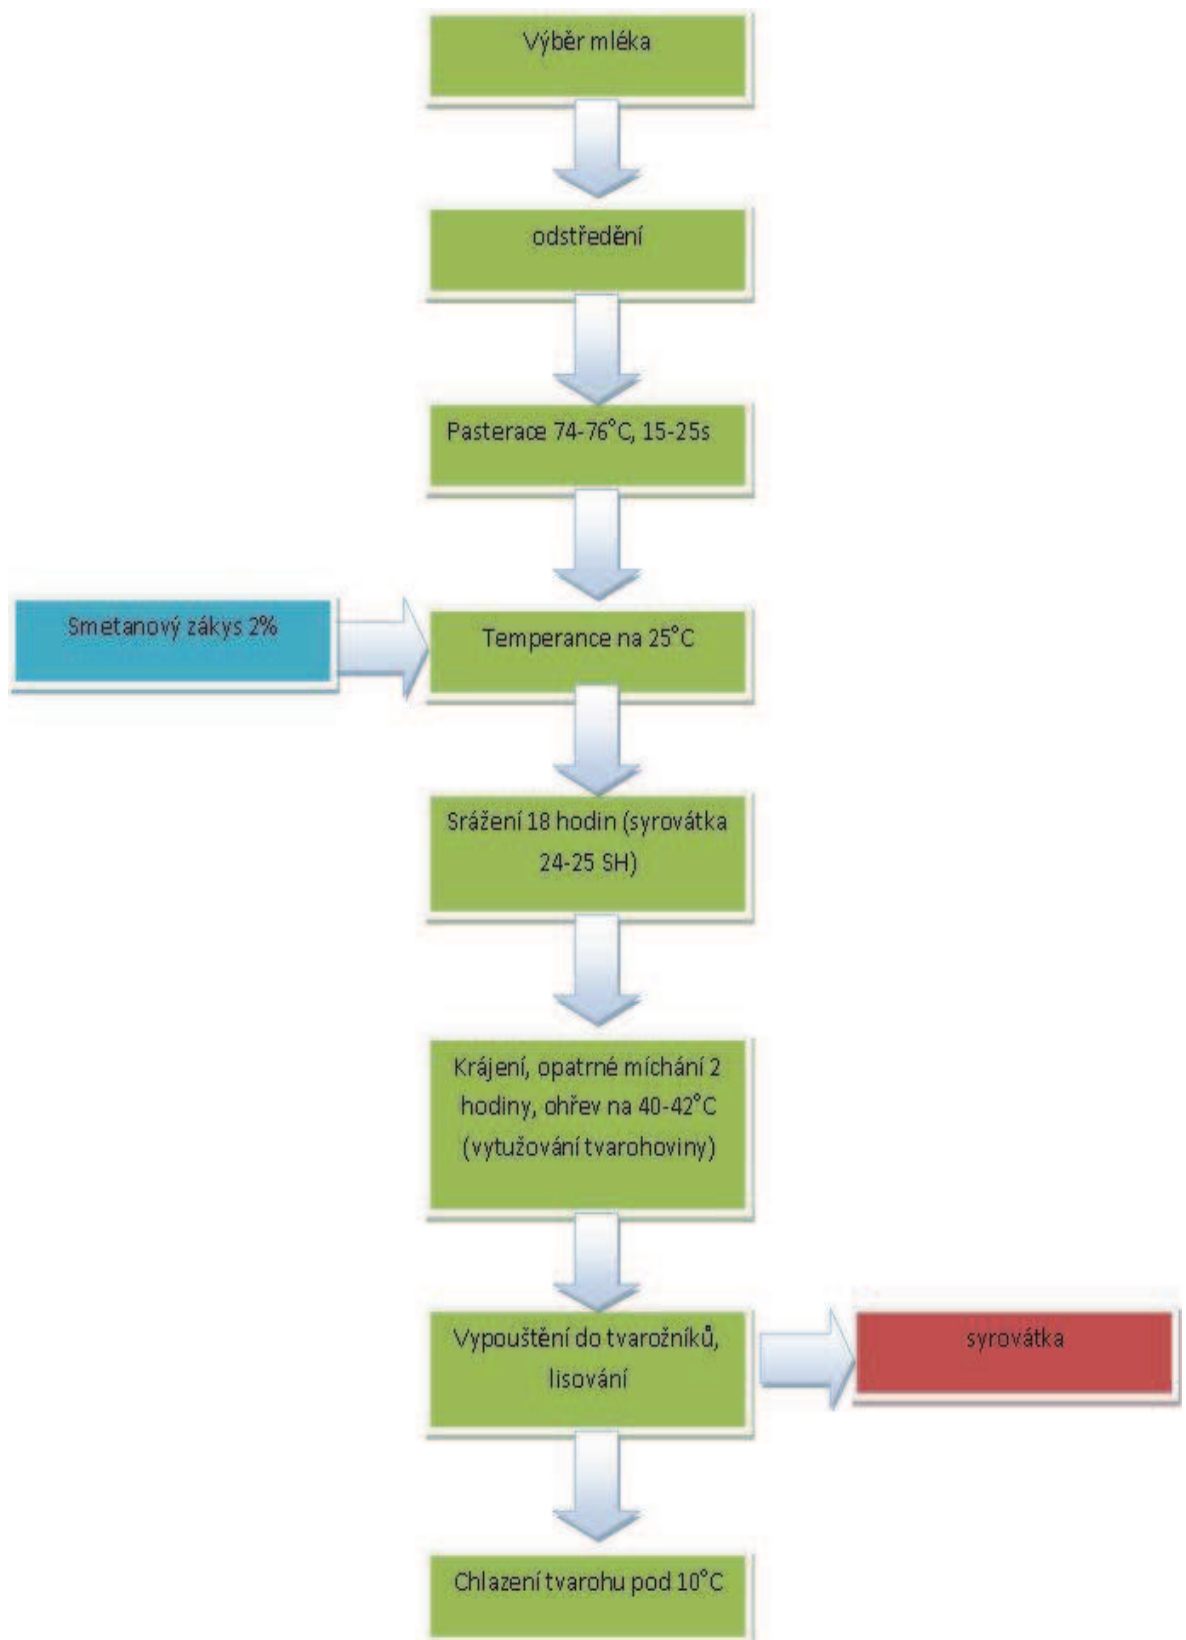 Výběr mléka
odstředění
Pasterace 74-76°C, 15-25s
Smetanový zákys 2%
Temperance na 25°C
Srážení 18 hodin (syrovátka
24-25 SH)
Krájení, opatrné míchání 2
hodiny, ohřev na 40-42°C
(vytužování tvarohoviny)
Vypouštění do tvarožníků,
lisování
syrovátka
Chlazení tvarohu pod 10°C